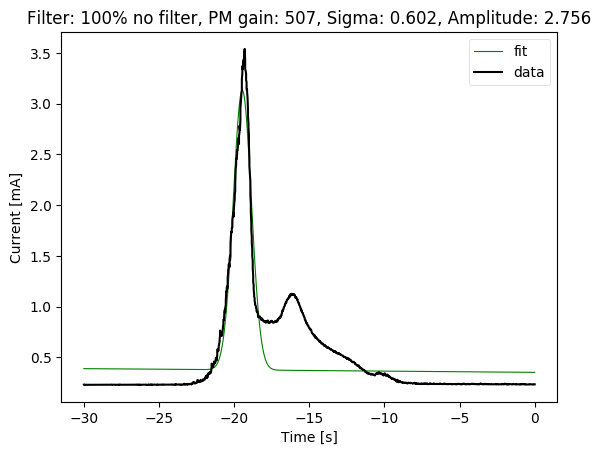 Filter: 100% no filter, PM gain: 507, Sigma: 0.602, Amplitude: 2.756
fit
data
3.5
3.0
2.5
2.0
1.5
1.0
0.5
Current [mA]
−30 −25 −20 −15 −10 −5 0
Time [s]